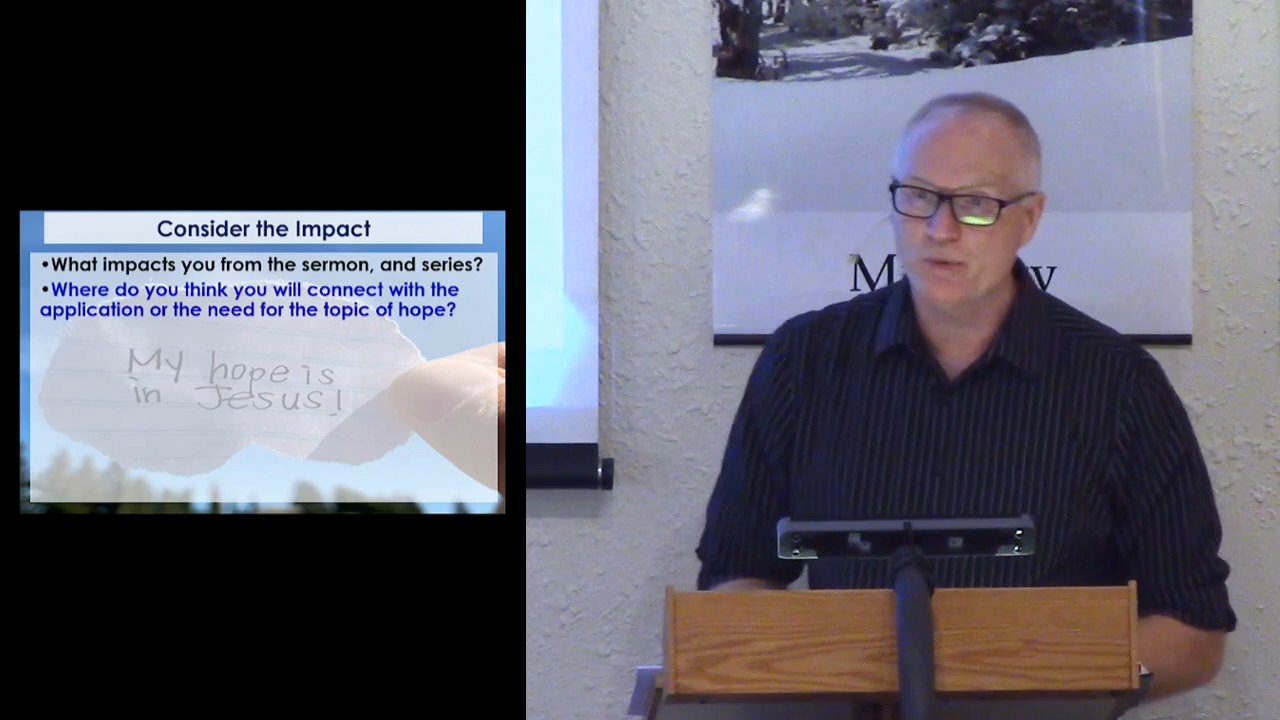 Consider the Impact
•What impacts you from the sermon, and series?
•Where do you think you will connect with the
application or the need for the topic of hope?
My hope is
in Jesus!